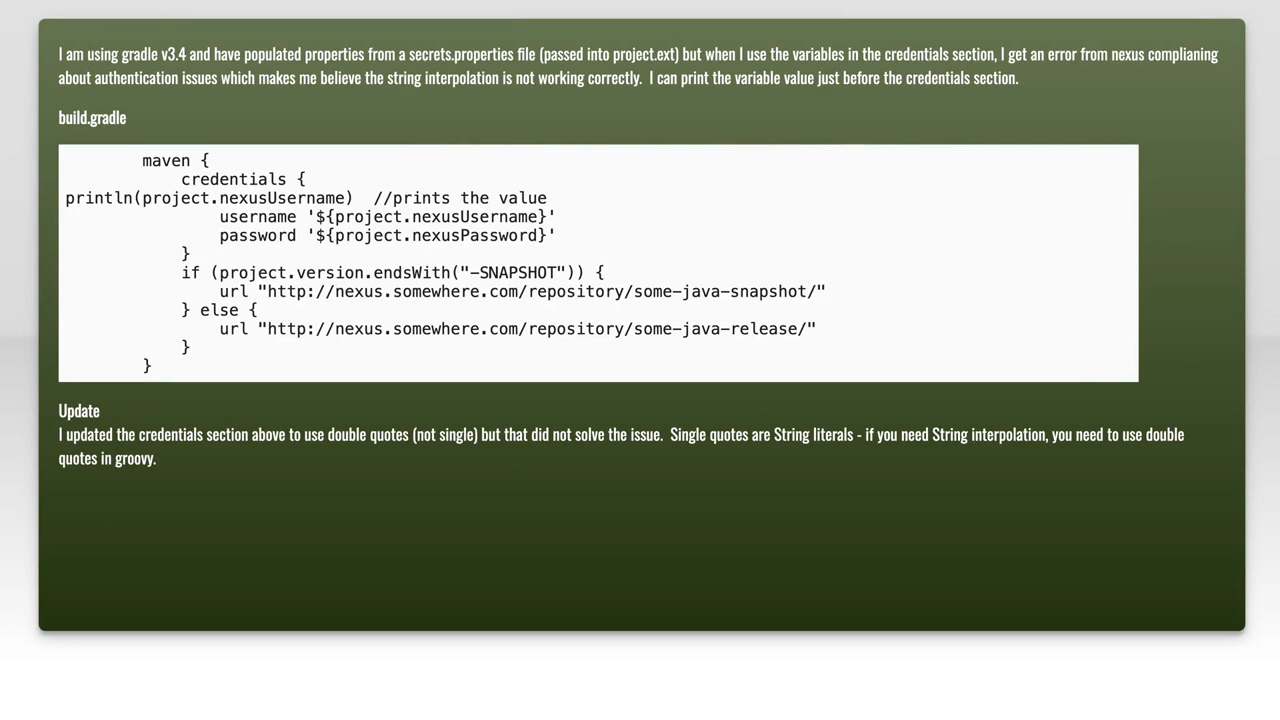 I am using gradle v3.4 and have populated properties from a secrets.properties file (passed into project.ext) but when I use the variables in the credentials section, I get an error from nexus complianing
about authentication issues which makes me believe the string interpolation is not working correctly.  I can print the variable value just before the credentials section.
build.gradle
        maven {
            credentials {
println(project.nexusUsername)  //prints the value
                username '${project.nexusUsername}'
                password '${project.nexusPassword}'
            }
            if (project.version.endsWith("-SNAPSHOT")) {
                url "http://nexus.somewhere.com/repository/some-java-snapshot/"
            } else {
                url "http://nexus.somewhere.com/repository/some-java-release/"
            }
        }
Update
I updated the credentials section above to use double quotes (not single) but that did not solve the issue.  Single quotes are String literals - if you need String interpolation, you need to use double
quotes in groovy.